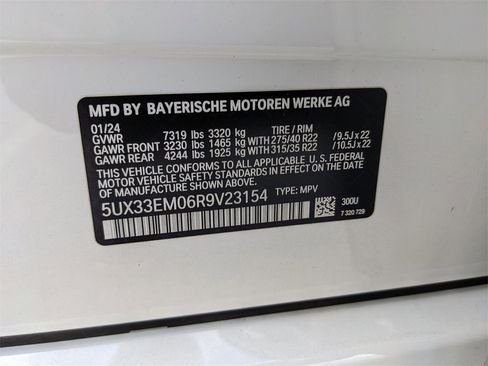 MFD BY BAYERISCHE MOTOREN WERKE AG
01/24
GVWR 7319 lbs 3320 kg TIRE / RIM
GAWR FRONT 3230 lbs 1465 kg 275/40 R22 / 9.5J x 22
GAWR REAR 4244 lbs 1925 kg 315/35 R22 / 10.5J x 22
THIS VEHICLE CONFORMS TO ALL APPLICABLE U. S. FEDERAL
MOTOR VEHICLE SAFETY STANDARDS IN EFFECT ON THE DATE OF
MANUFACTURE SHOWN ABOVE.
5UX33EM06R9V23154 TYPE: MPV
300U
7 320 729